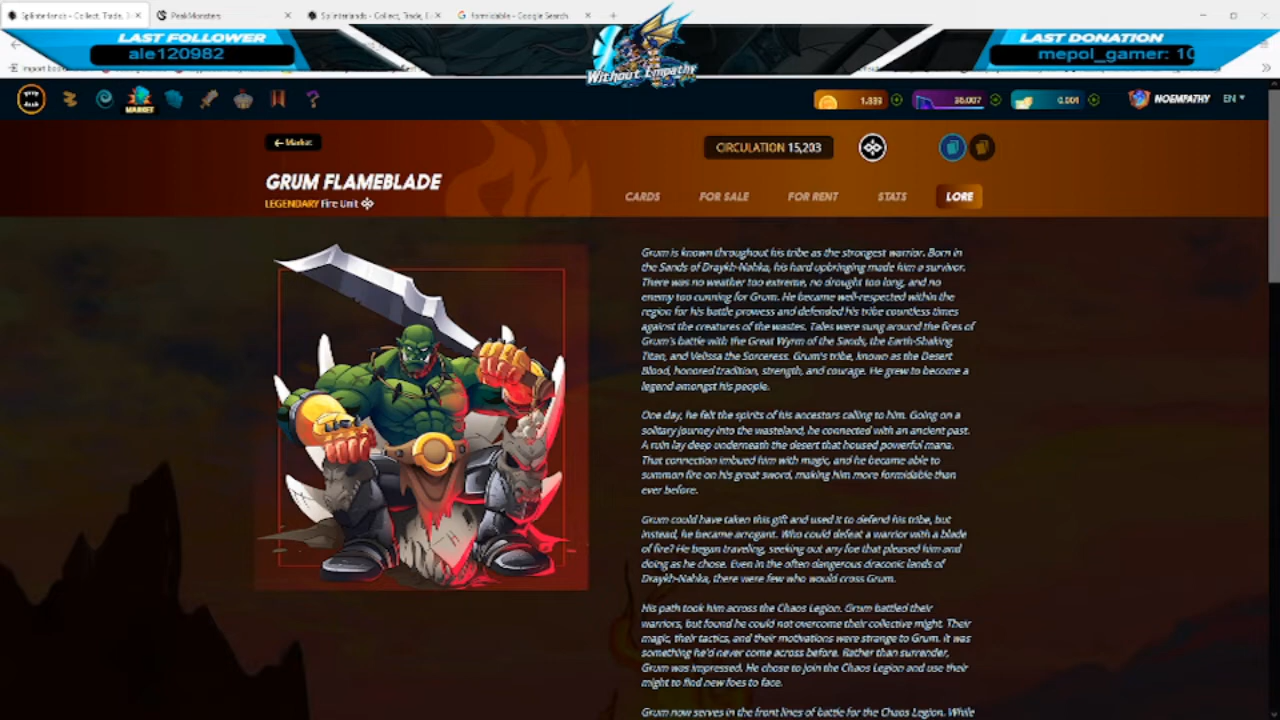 Splinterlands - Collect, Trade,
PeakMonsters
Splinterlands - Collect, Trade,
formidable - Google Search
LAST FOLLOWER
ale120982
Without Empathy
LAST DONATION
mepol_gamer: 10
MARKET
1.839
0.001
NOEMPATHY
EN
← Market
CIRCULATION 15,203
GRUM FLAMEBLADE
LEGENDARY Fire Unit
CARDS
FOR SALE
FOR RENT
STATS
LORE
Grum is known throughout his tribe as the strongest warrior. Born in
the Sands of Draykh-Nahka, his hard upbringing made him a survivor.
There was no weather too extreme, no drought too long, and no
enemy too cunning for Grum. He became well-respected within the
region for his battle prowess and defended his tribe countless times
against the creatures of the wastes. Tales were sung around the fires of
Grum's battle with the Great Wyrm of the Sands, the Earth-Shaking
Titan, and Velissa the Sorceress. Grum's tribe, known as the Desert
Blood, honored tradition, strength, and courage. He grew to become a
legend amongst his people.
One day, he felt the spirits of his ancestors calling to him. Going on a
solitary journey into the wasteland, he connected with an ancient past.
A ruin lay deep underneath the desert that housed powerful mana.
That connection imbued him with magic, and he became able to
summon fire on his great sword, making him more formidable than
ever before.
Grum could have taken this gift and used it to defend his tribe, but
instead, he became arrogant. Who could defeat a warrior with a blade
of fire? He began traveling, seeking out any foe that pleased him and
doing as he chose. Even in the often dangerous draconic lands of
Draykh-Nahka, there were few who would cross Grum.
His path took him across the Chaos Legion. Grum battled their
warriors, but found he could not overcome their collective might. Their
magic, their tactics, and their motivations were strange to Grum. It was
something he'd never come across before. Rather than surrender,
Grum was impressed. He chose to join the Chaos Legion and use their
might to find new foes to face.
Grum now serves in the front lines of battle for the Chaos Legion. While